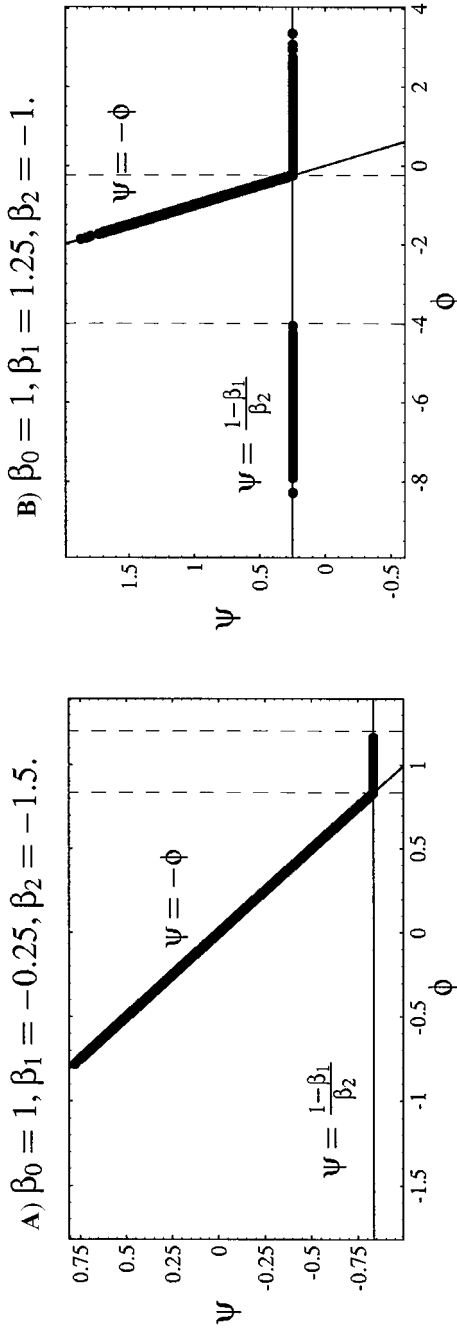 A) β₀ = 1, β₁ = −0.25, β₂ = −1.5.
0.75
0.5
0.25
0
-0.25
-0.5
-0.75
ψ
ψ = −ϕ
ψ = (1−β₁)/β₂
-1.5 -1 -0.5 0 0.5 1
ϕ
B) β₀ = 1, β₁ = 1.25, β₂ = −1.
1.5
1
0.5
0
-0.5
ψ
ψ = −ϕ
ψ = (1−β₁)/β₂
-8 -6 -4 -2 0 2 4
ϕ